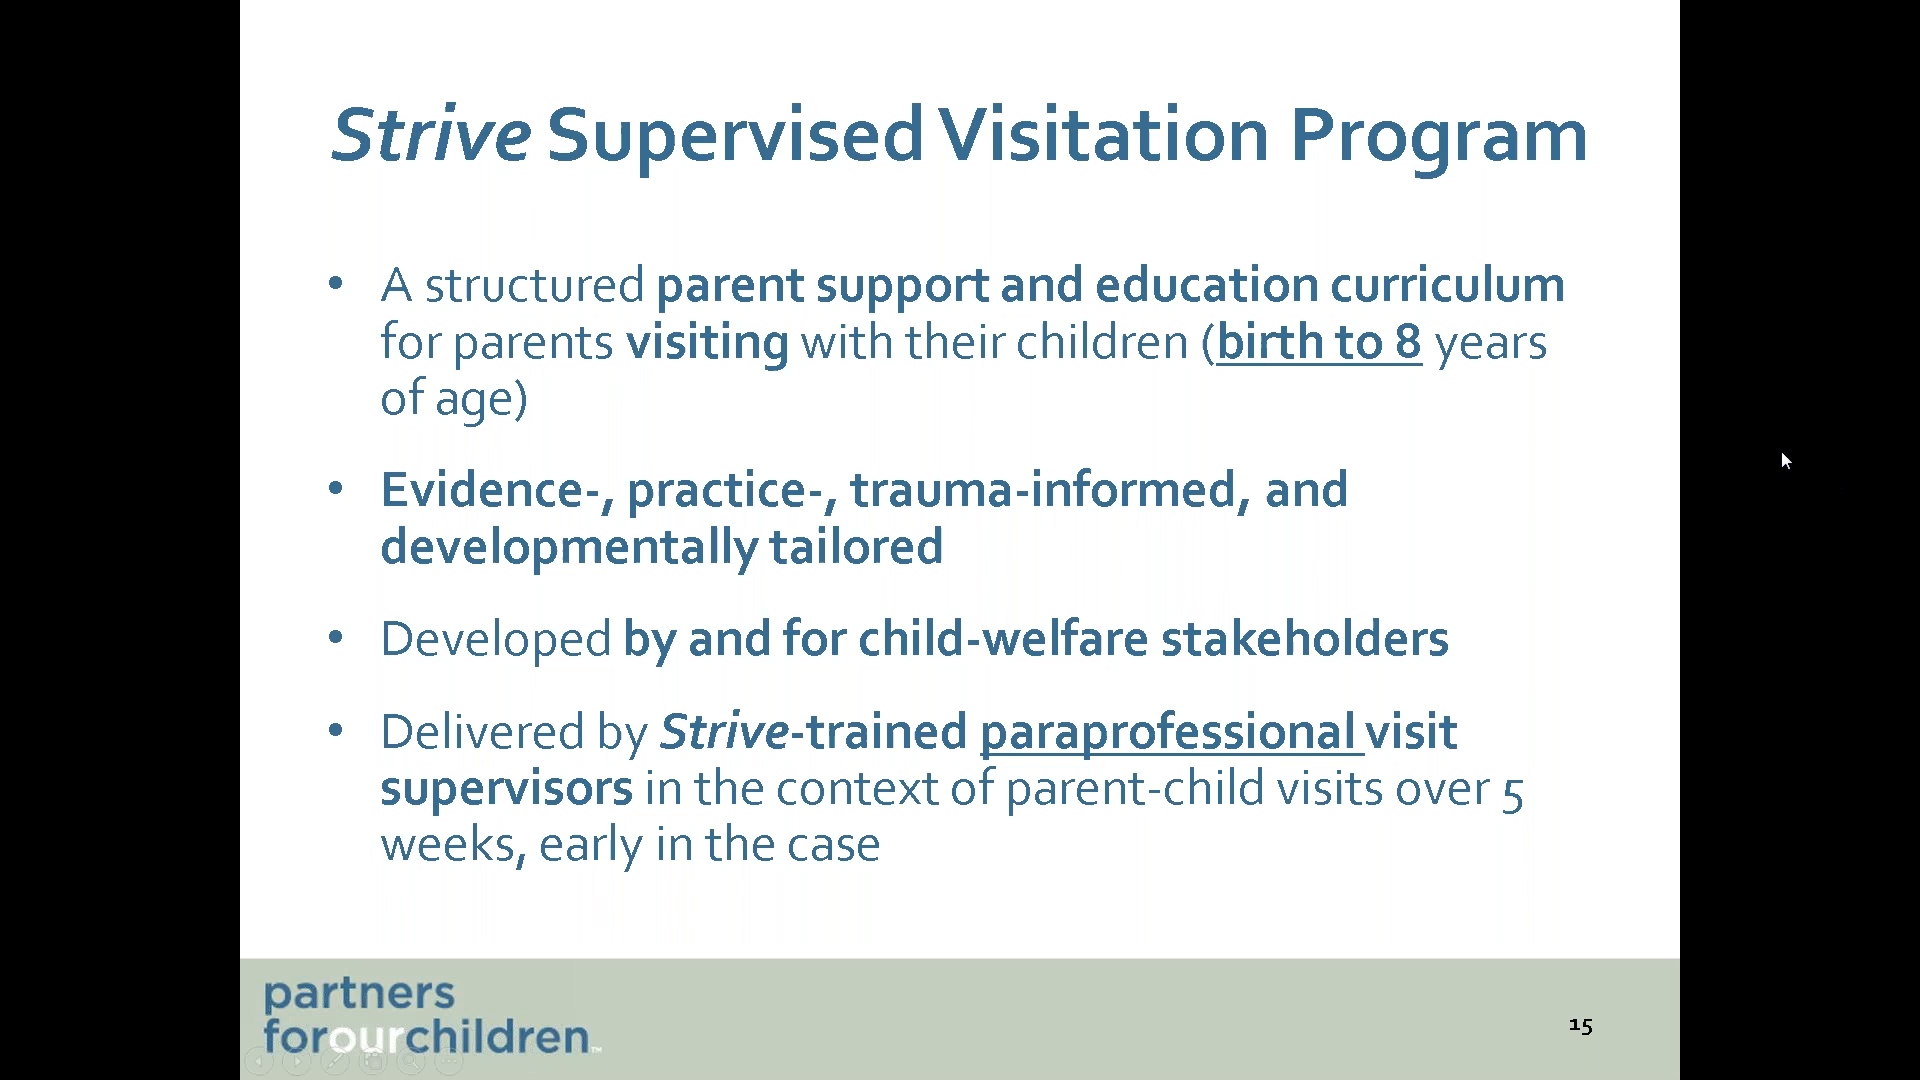 Strive Supervised Visitation Program
• A structured parent support and education curriculum
for parents visiting with their children (birth to 8 years
of age)
• Evidence-, practice-, trauma-informed, and
developmentally tailored
• Developed by and for child-welfare stakeholders
• Delivered by Strive-trained paraprofessional visit
supervisors in the context of parent-child visits over 5
weeks, early in the case
partners
forourchildren™
15